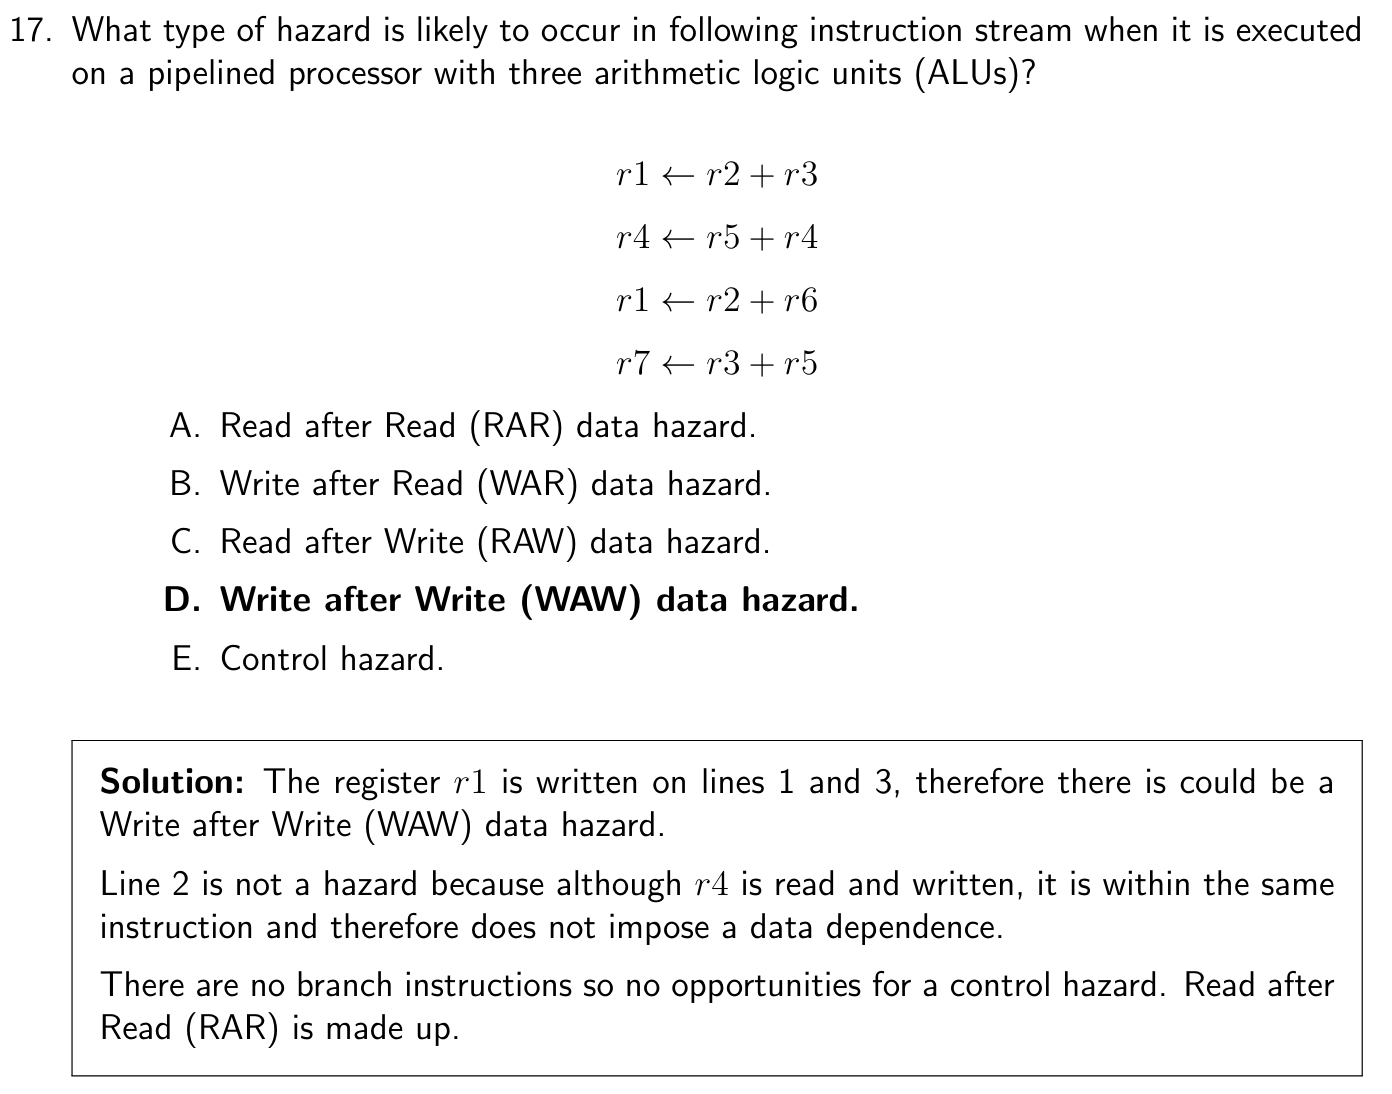 17. What type of hazard is likely to occur in following instruction stream when it is executed
on a pipelined processor with three arithmetic logic units (ALUs)?
r1 ← r2 + r3
r4 ← r5 + r4
r1 ← r2 + r6
r7 ← r3 + r5
A. Read after Read (RAR) data hazard.
B. Write after Read (WAR) data hazard.
C. Read after Write (RAW) data hazard.
D. Write after Write (WAW) data hazard.
E. Control hazard.
Solution: The register r1 is written on lines 1 and 3, therefore there is could be a
Write after Write (WAW) data hazard.
Line 2 is not a hazard because although r4 is read and written, it is within the same
instruction and therefore does not impose a data dependence.
There are no branch instructions so no opportunities for a control hazard. Read after
Read (RAR) is made up.